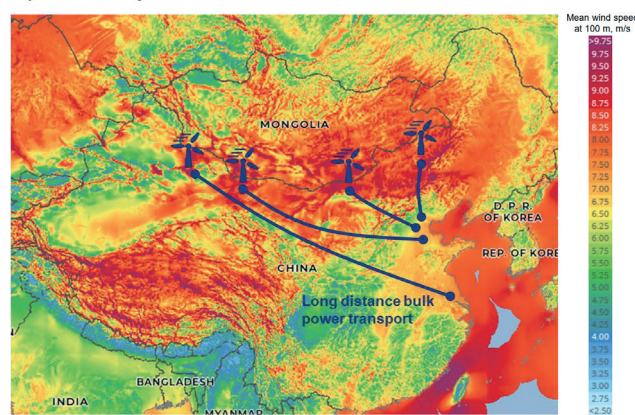 Mean wind speed
at 100 m, m/s
>9.75
9.75
9.50
9.25
9.00
8.75
8.50
8.25
8.00
7.75
7.50
7.25
7.00
6.75
6.50
6.25
6.00
5.75
5.50
5.25
5.00
4.75
4.50
4.25
4.00
3.75
3.50
3.25
3.00
2.75
<2.50
MONGOLIA
D. P. R.
OF KOREA
REP. OF KORE
CHINA
Long distance bulk
power transport
BANGLADESH
INDIA
MYANMAR